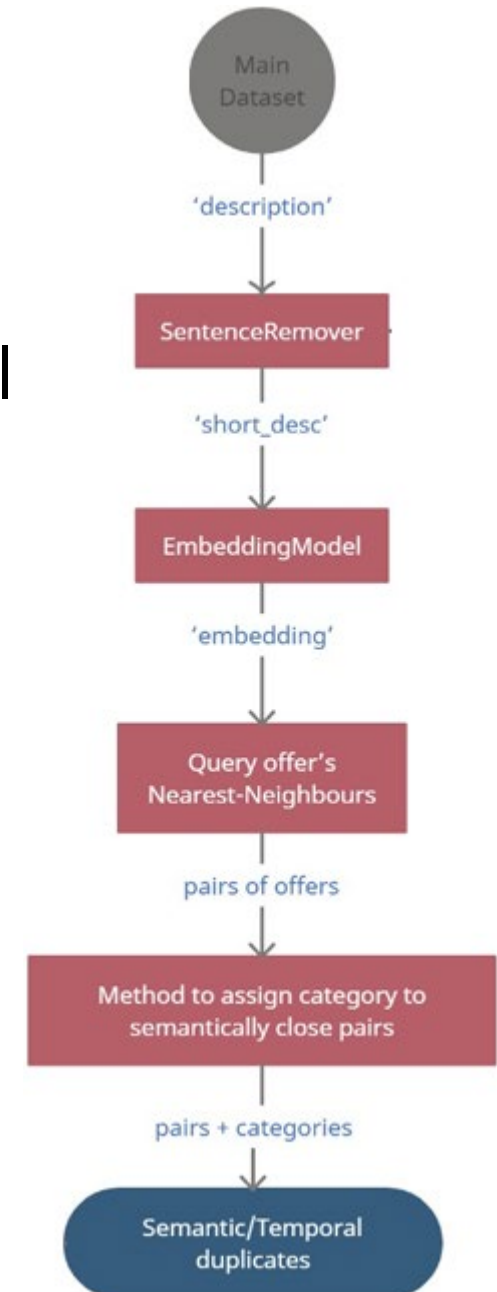 Main
Dataset
‘description’
SentenceRemover
‘short_desc’
EmbeddingModel
‘embedding’
Query offer’s
Nearest-Neighbours
pairs of offers
Method to assign category to
semantically close pairs
pairs + categories
Semantic/Temporal
duplicates